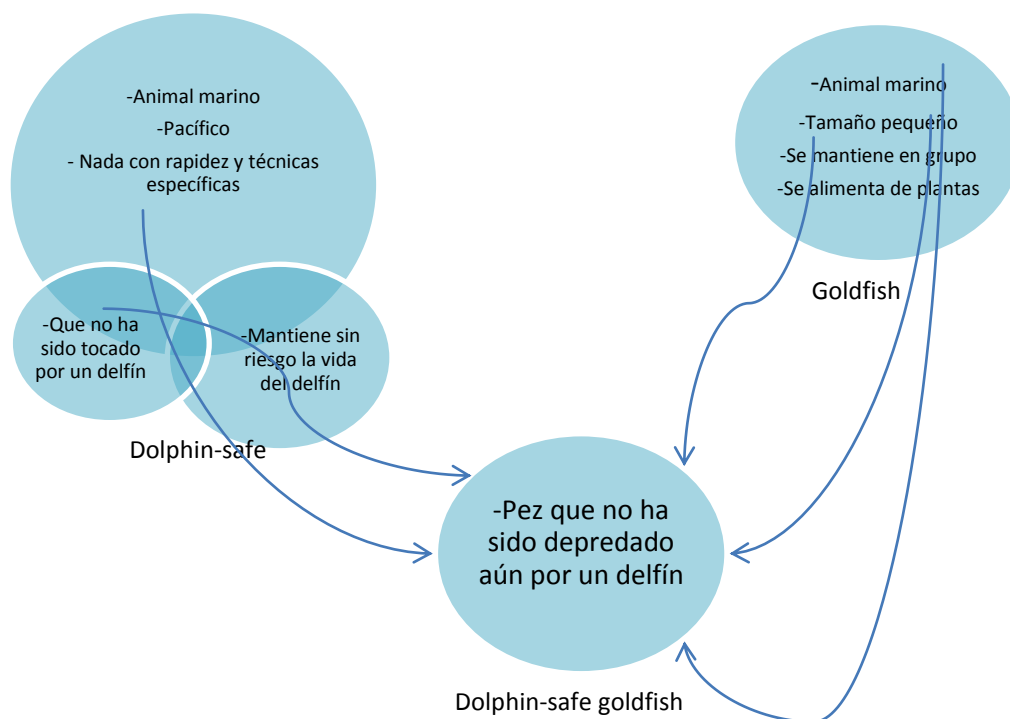 -Animal marino
-Pacífico
- Nada con rapidez y técnicas
específicas
-Que no ha
sido tocado
por un delfín
-Mantiene sin
riesgo la vida
del delfín
Dolphin-safe
-Animal marino
-Tamaño pequeño
-Se mantiene en grupo
-Se alimenta de plantas
Goldfish
-Pez que no ha
sido depredado
aún por un delfín
Dolphin-safe goldfish